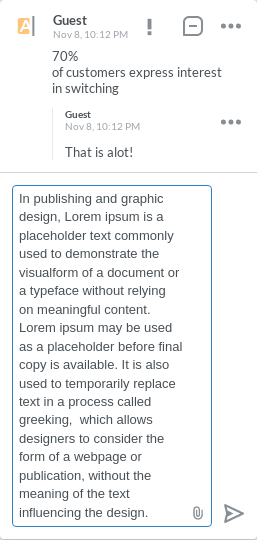 A
Guest
Nov 8, 10:12 PM
70%
of customers express interest
in switching
Guest
Nov 8, 10:12 PM
That is alot!
In publishing and graphic
design, Lorem ipsum is a
placeholder text commonly
used to demonstrate the
visualform of a document or
a typeface without relying
on meaningful content.
Lorem ipsum may be used
as a placeholder before final
copy is available. It is also
used to temporarily replace
text in a process called
greeking,  which allows
designers to consider the
form of a webpage or
publication, without the
meaning of the text
influencing the design.